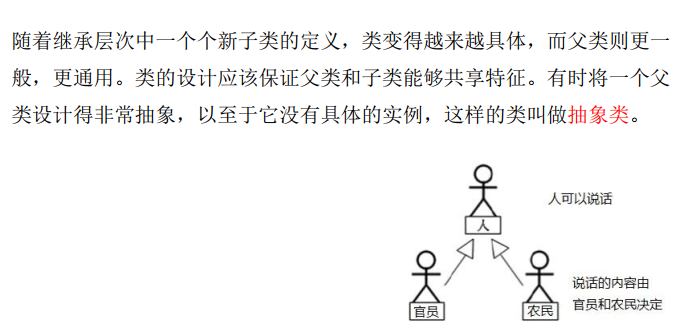 随着继承层次中一个个新子类的定义，类变得越来越具体，而父类则更一
般，更通用。类的设计应该保证父类和子类能够共享特征。有时将一个父
类设计得非常抽象，以至于它没有具体的实例，这样的类叫做抽象类。
人可以说话
人
说话的内容由
官员和农民决定
官员
农民